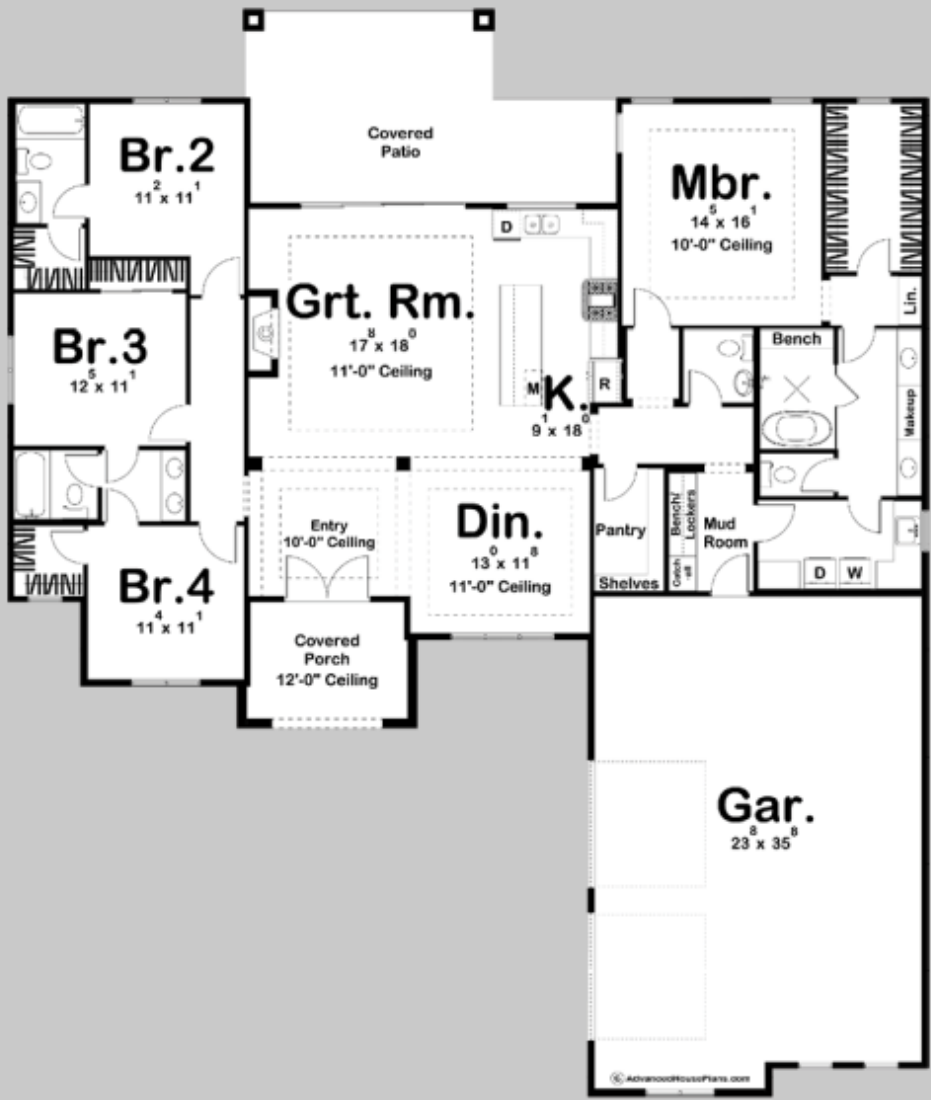 Covered
Patio
Br.2
11² x 11¹
Mbr.
14⁵ x 16¹
10'-0" Ceiling
D
Grt. Rm.
17⁸ x 18⁰
11'-0" Ceiling
Lin.
Br.3
12⁵ x 11¹
Bench
M
K.
9¹ x 18⁰
R
Makeup
Entry
10'-0" Ceiling
Din.
13⁰ x 11⁸
11'-0" Ceiling
Pantry
Shelves
Bench/
Lockers
Catch
-all
Mud
Room
D
W
Br.4
11⁴ x 11¹
Covered
Porch
12'-0" Ceiling
Gar.
23⁸ x 35⁸
AdvancedHousePlans.com